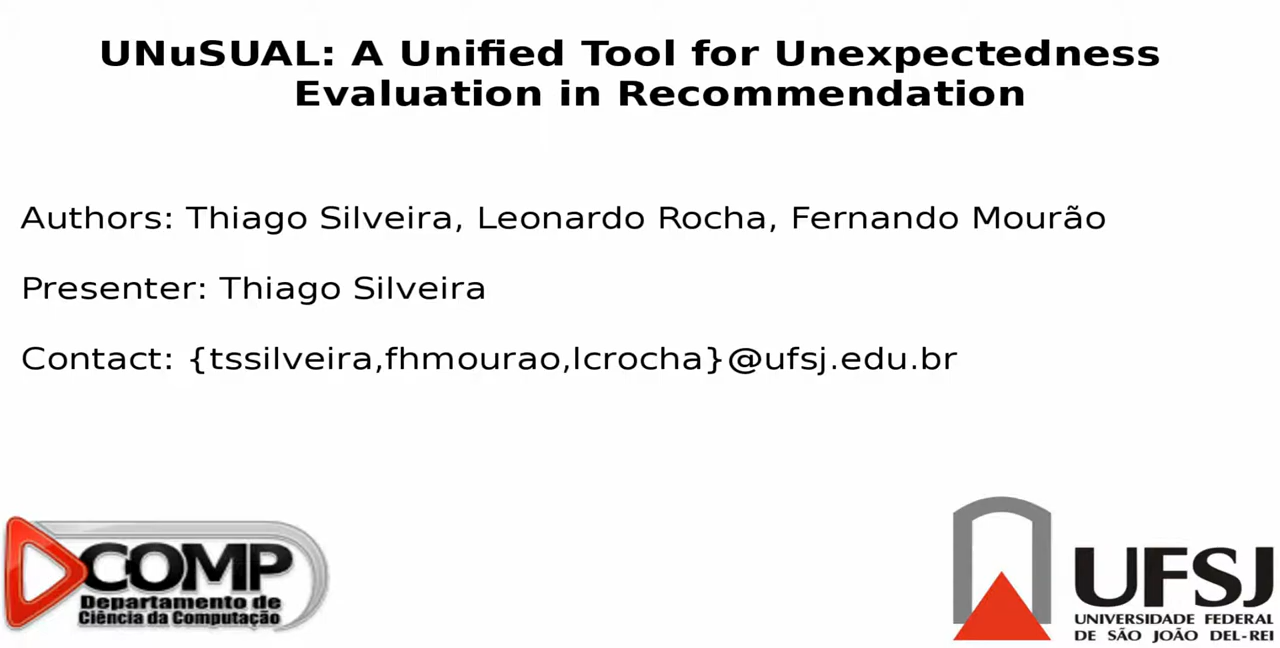 UNuSUAL: A Unified Tool for Unexpectedness
Evaluation in Recommendation
Authors: Thiago Silveira, Leonardo Rocha, Fernando Mourão
Presenter: Thiago Silveira
Contact: {tssilveira,fhmourao,lcrocha}@ufsj.edu.br
COMP
Departamento de
Ciência da Computação
UFSJ
UNIVERSIDADE FEDERAL
DE SÃO JOÃO DEL-REI